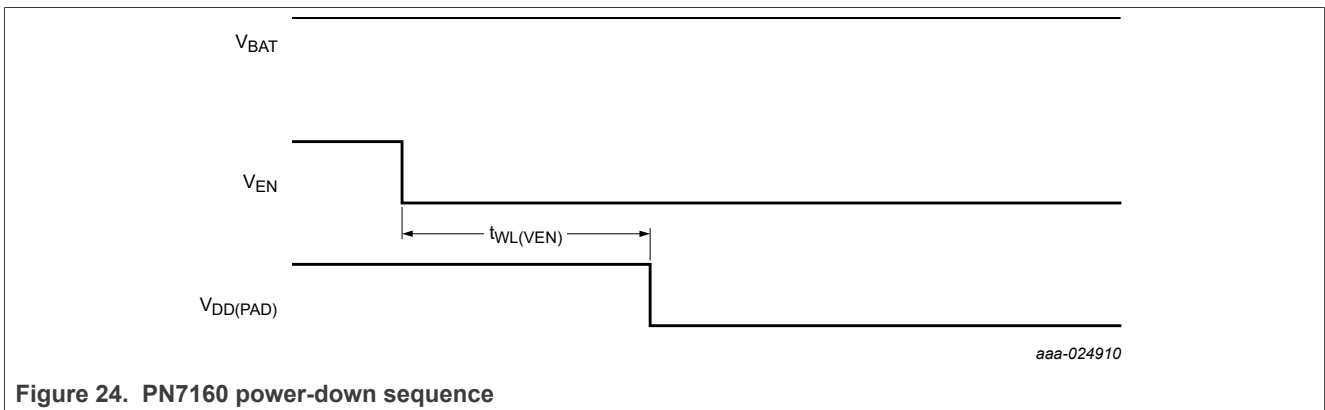 VBAT
VEN
tWL(VEN)
VDD(PAD)
aaa-024910
Figure 24. PN7160 power-down sequence